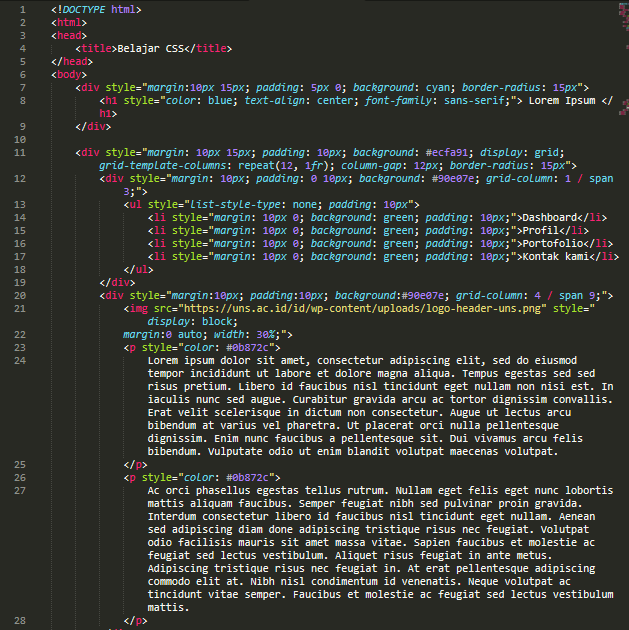 1 <!DOCTYPE html>
2 <html>
3 <head>
4 <title>Belajar CSS</title>
5 </head>
6 <body>
7 <div style="margin:10px 15px; padding: 5px 0; background: cyan; border-radius: 15px">
8 <h1 style="color: blue; text-align: center; font-family: sans-serif;"> Lorem Ipsum </
h1>
9 </div>
10
11 <div style="margin: 10px 15px; padding: 10px; background: #ecfa91; display: grid;
grid-template-columns: repeat(12, 1fr); column-gap: 12px; border-radius: 15px">
12 <div style="margin: 10px; padding: 0 10px; background: #90e07e; grid-column: 1 / span
3;">
13 <ul style="list-style-type: none; padding: 10px">
14 <li style="margin: 10px 0; background: green; padding: 10px;">Dashboard</li>
15 <li style="margin: 10px 0; background: green; padding: 10px;">Profil</li>
16 <li style="margin: 10px 0; background: green; padding: 10px;">Portofolio</li>
17 <li style="margin: 10px 0; background: green; padding: 10px;">Kontak kami</li>
18 </ul>
19 </div>
20 <div style="margin:10px; padding:10px; background:#90e07e; grid-column: 4 / span 9;">
21 <img src="https://uns.ac.id/id/wp-content/uploads/logo-header-uns.png" style="
display: block;
22 margin:0 auto; width: 30%;">
23 <p style="color: #0b872c">
24 Lorem ipsum dolor sit amet, consectetur adipiscing elit, sed do eiusmod
tempor incididunt ut labore et dolore magna aliqua. Tempus egestas sed sed
risus pretium. Libero id faucibus nisl tincidunt eget nullam non nisi est. In
iaculis nunc sed augue. Curabitur gravida arcu ac tortor dignissim convallis.
Erat velit scelerisque in dictum non consectetur. Augue ut lectus arcu
bibendum at varius vel pharetra. Ut placerat orci nulla pellentesque
dignissim. Enim nunc faucibus a pellentesque sit. Dui vivamus arcu felis
bibendum. Vulputate odio ut enim blandit volutpat maecenas volutpat.
25 </p>
26 <p style="color: #0b872c">
27 Ac orci phasellus egestas tellus rutrum. Nullam eget felis eget nunc lobortis
mattis aliquam faucibus. Semper feugiat nibh sed pulvinar proin gravida.
Interdum consectetur libero id faucibus nisl tincidunt eget nullam. Aenean
sed adipiscing diam done adipiscing tristique risus nec feugiat. Volutpat
odio facilisis mauris sit amet massa vitae. Sapien faucibus et molestie ac
feugiat sed lectus vestibulum. Aliquet risus feugiat in ante metus.
Adipiscing tristique risus nec feugiat in. At erat pellentesque adipiscing
commodo elit at. Nibh nisl condimentum id venenatis. Neque volutpat ac
tincidunt vitae semper. Faucibus et molestie ac feugiat sed lectus vestibulum
mattis.
28 </p>